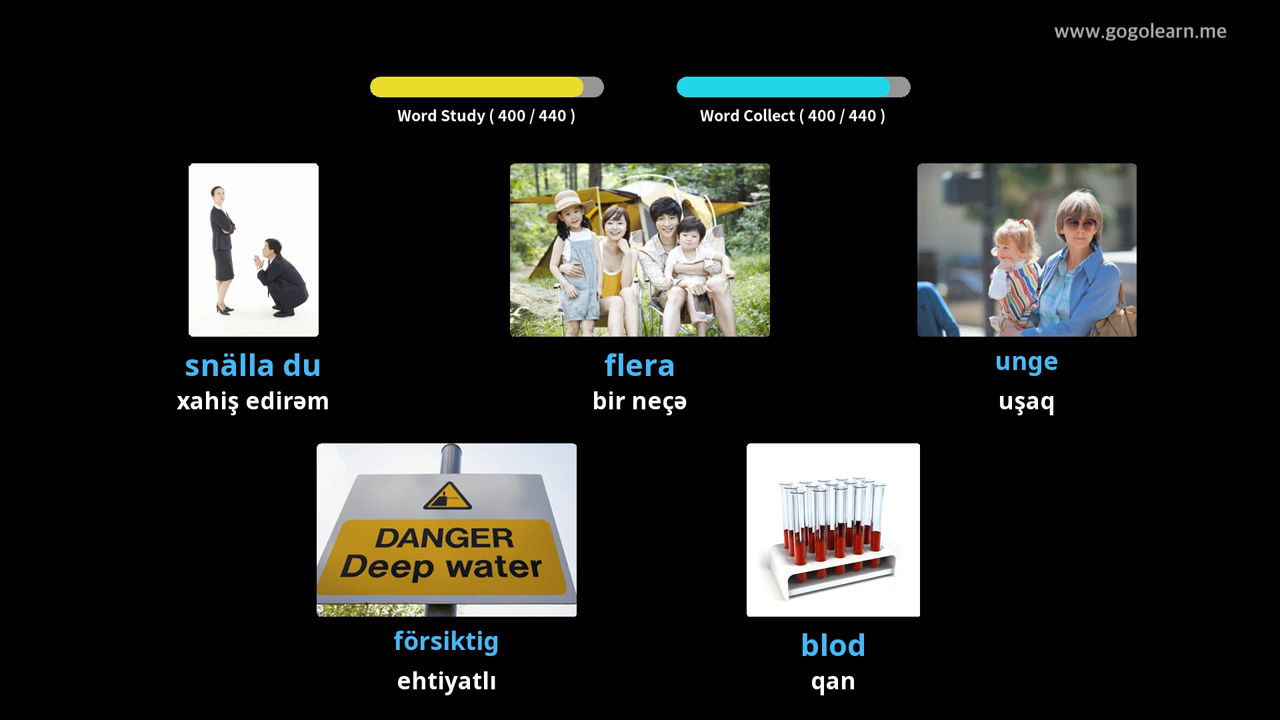 www.gogolearn.me
Word Study ( 400 / 440 )
Word Collect ( 400 / 440 )
snälla du
xahiş edirəm
flera
bir neçə
unge
uşaq
DANGER
Deep water
försiktig
ehtiyatlı
blod
qan